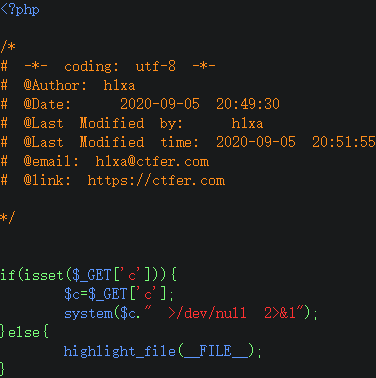 <?php
/*
# -*- coding: utf-8 -*-
# @Author: h1xa
# @Date: 2020-09-05 20:49:30
# @Last Modified by: h1xa
# @Last Modified time: 2020-09-05 20:51:55
# @email: h1xa@ctfer.com
# @link: https://ctfer.com
*/
if(isset($_GET['c'])){
$c=$_GET['c'];
system($c." >/dev/null 2>&1");
}else{
highlight_file(__FILE__);
}